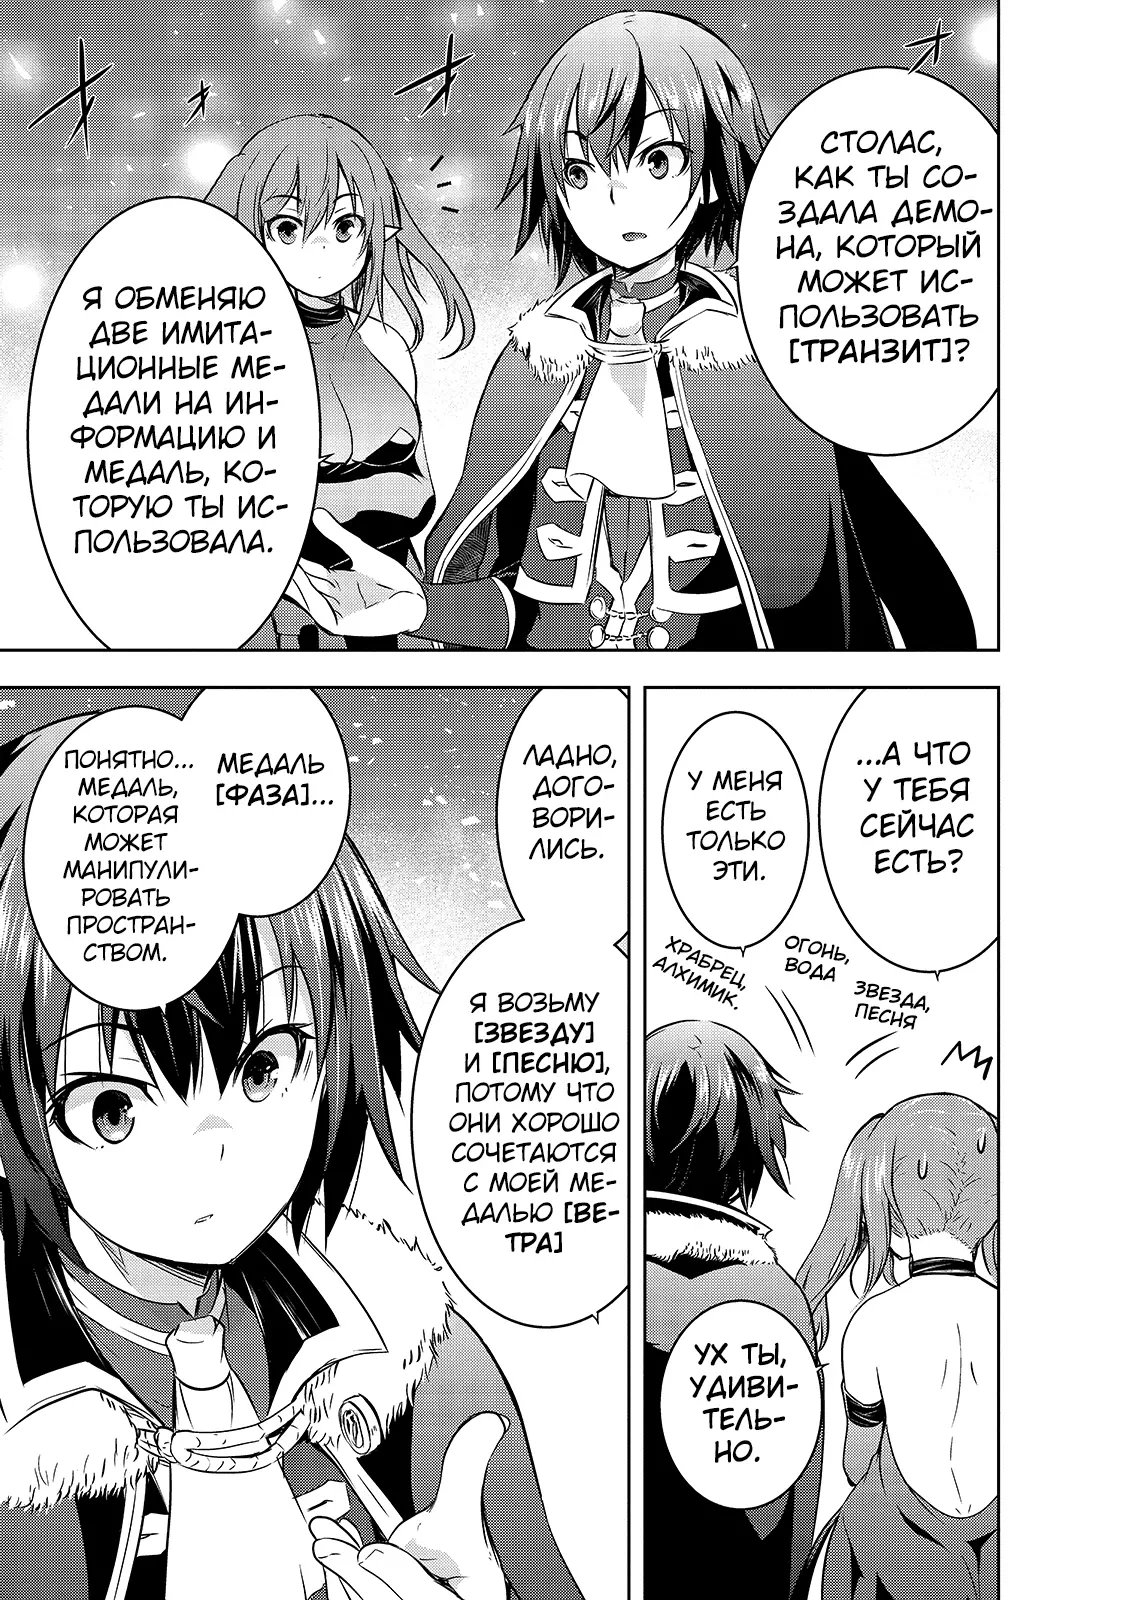 СТОЛАС,
КАК ТЫ СО-
ЗДАЛА ДЕМО-
НА, КОТОРЫЙ
МОЖЕТ ИС-
ПОЛЬЗОВАТЬ
[ТРАНЗИТ]?
Я ОБМЕНЯЮ
ДВЕ ИМИТА-
ЦИОННЫЕ МЕ-
ДАЛИ НА ИН-
ФОРМАЦИЮ И
МЕДАЛЬ, КО-
ТОРУЮ ТЫ ИС-
ПОЛЬЗОВАЛА.
...А ЧТО
У ТЕБЯ
СЕЙЧАС
ЕСТЬ?
У МЕНЯ
ЕСТЬ
ТОЛЬКО
ЭТИ.
ЗВЕЗДА,
ПЕСНЯ
ОГОНЬ,
ВОДА
ХРАБРЕЦ,
АЛХИМИК.
УХ ТЫ,
УДИВИ-
ТЕЛЬ-
НО.
ЛАДНО,
ДОГО-
ВОРИ-
ЛИСЬ.
Я ВОЗЬМУ
[ЗВЕЗДУ]
И [ПЕСНЮ],
ПОТОМУ ЧТО
ОНИ ХОРОШО
СОЧЕТАЮТСЯ
С МОЕЙ МЕ-
ДАЛЬЮ [ВЕ-
ТРА]
МЕДАЛЬ
[ФАЗА]...
ПОНЯТНО...
МЕДАЛЬ,
КОТОРАЯ
МОЖЕТ
МАНИПУЛИ-
РОВАТЬ
ПРОСТРАН-
СТВОМ.